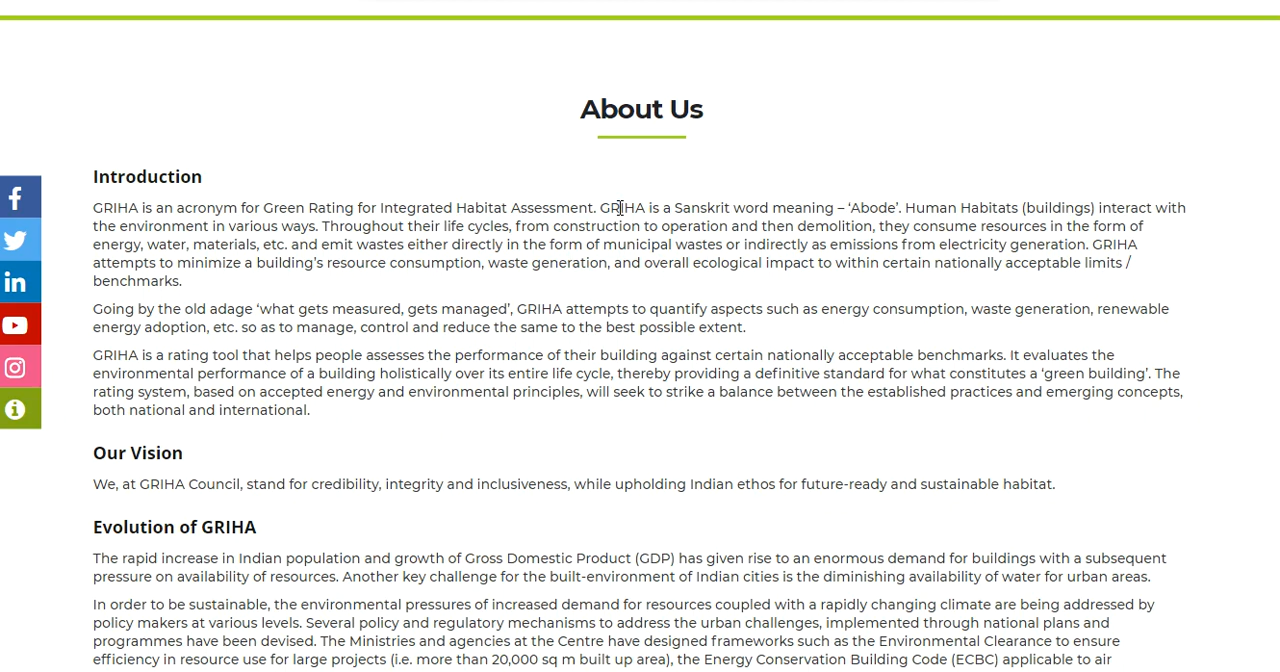 About Us
Introduction
GRIHA is an acronym for Green Rating for Integrated Habitat Assessment. GRIHA is a Sanskrit word meaning – ‘Abode’. Human Habitats (buildings) interact with
the environment in various ways. Throughout their life cycles, from construction to operation and then demolition, they consume resources in the form of
energy, water, materials, etc. and emit wastes either directly in the form of municipal wastes or indirectly as emissions from electricity generation. GRIHA
attempts to minimize a building’s resource consumption, waste generation, and overall ecological impact to within certain nationally acceptable limits /
benchmarks.
Going by the old adage ‘what gets measured, gets managed’, GRIHA attempts to quantify aspects such as energy consumption, waste generation, renewable
energy adoption, etc. so as to manage, control and reduce the same to the best possible extent.
GRIHA is a rating tool that helps people assesses the performance of their building against certain nationally acceptable benchmarks. It evaluates the
environmental performance of a building holistically over its entire life cycle, thereby providing a definitive standard for what constitutes a ‘green building’. The
rating system, based on accepted energy and environmental principles, will seek to strike a balance between the established practices and emerging concepts,
both national and international.
Our Vision
We, at GRIHA Council, stand for credibility, integrity and inclusiveness, while upholding Indian ethos for future-ready and sustainable habitat.
Evolution of GRIHA
The rapid increase in Indian population and growth of Gross Domestic Product (GDP) has given rise to an enormous demand for buildings with a subsequent
pressure on availability of resources. Another key challenge for the built-environment of Indian cities is the diminishing availability of water for urban areas.
In order to be sustainable, the environmental pressures of increased demand for resources coupled with a rapidly changing climate are being addressed by
policy makers at various levels. Several policy and regulatory mechanisms to address the urban challenges, implemented through national plans and
programmes have been devised. The Ministries and agencies at the Centre have designed frameworks such as the Environmental Clearance to ensure
efficiency in resource use for large projects (i.e. more than 20,000 sq m built up area), the Energy Conservation Building Code (ECBC) applicable to air